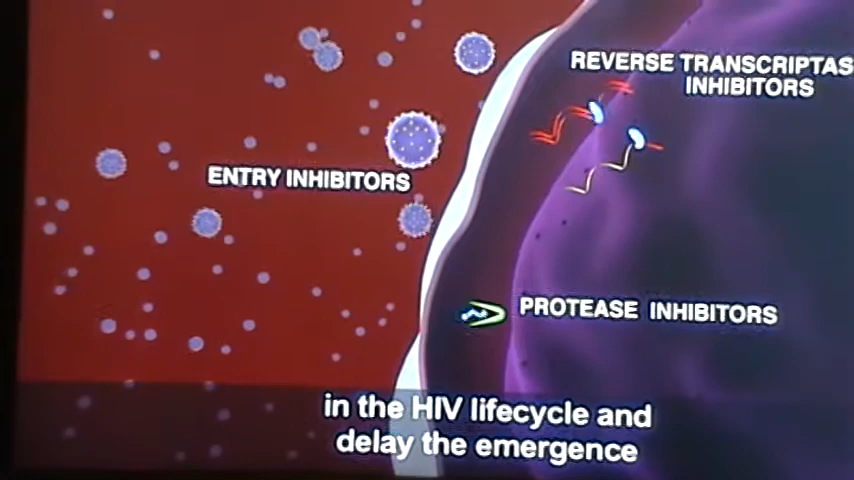 REVERSE TRANSCRIPTAS
INHIBITORS
ENTRY INHIBITORS
PROTEASE INHIBITORS
in the HIV lifecycle and
delay the emergence